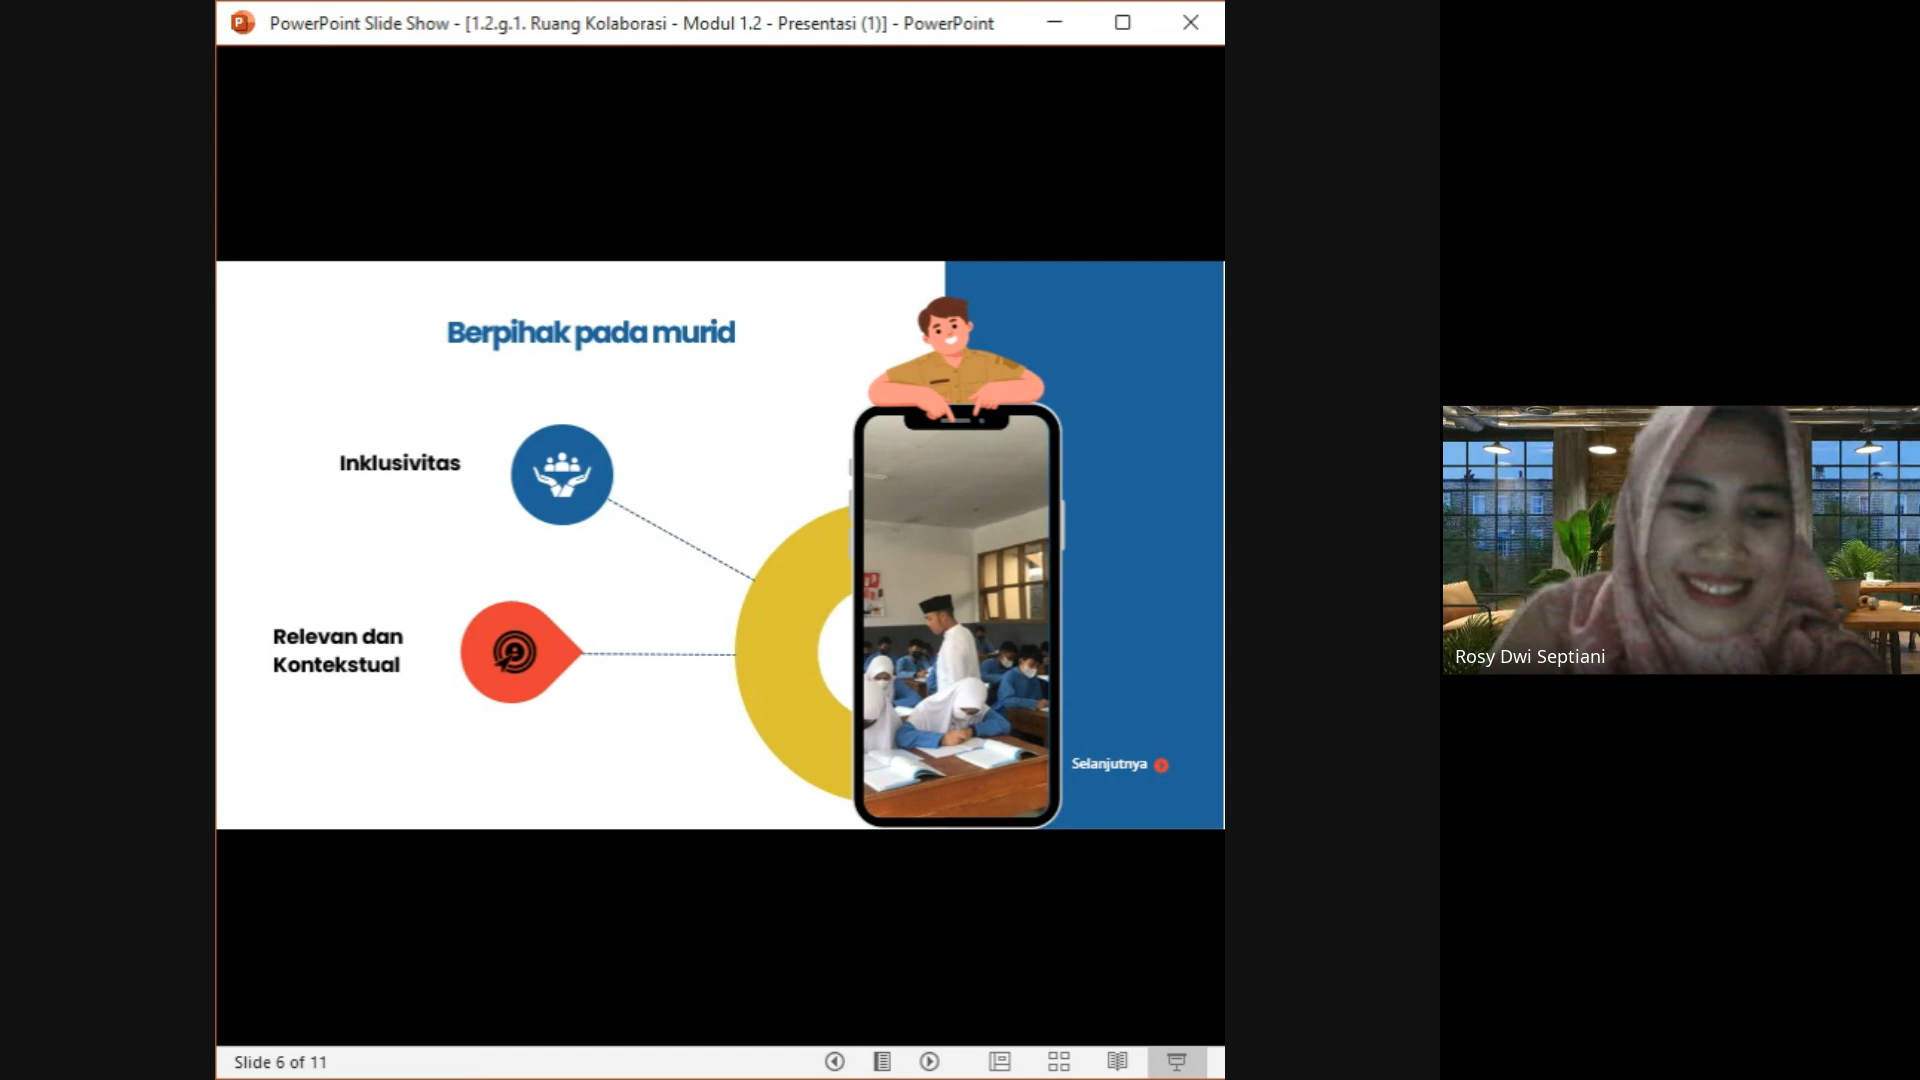 PowerPoint Slide Show - [1.2.g.1. Ruang Kolaborasi - Modul 1.2 - Presentasi (1)] - PowerPoint
Berpihak pada murid
Inklusivitas
Relevan dan
Kontekstual
Selanjutnya
Rosy Dwi Septiani
Slide 6 of 11